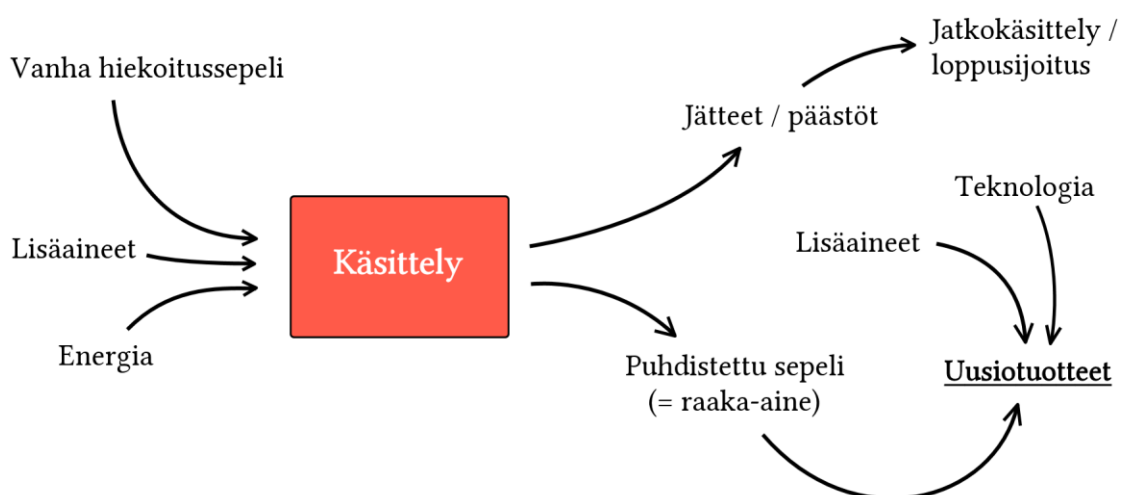 Vanha hiekoitussepeli
Lisäaineet
Energia
Käsittely
Jätteet / päästöt
Jatkokäsittely /
loppusijoitus
Puhdistettu sepeli
(= raaka-aine)
Lisäaineet
Teknologia
Uusiotuotteet